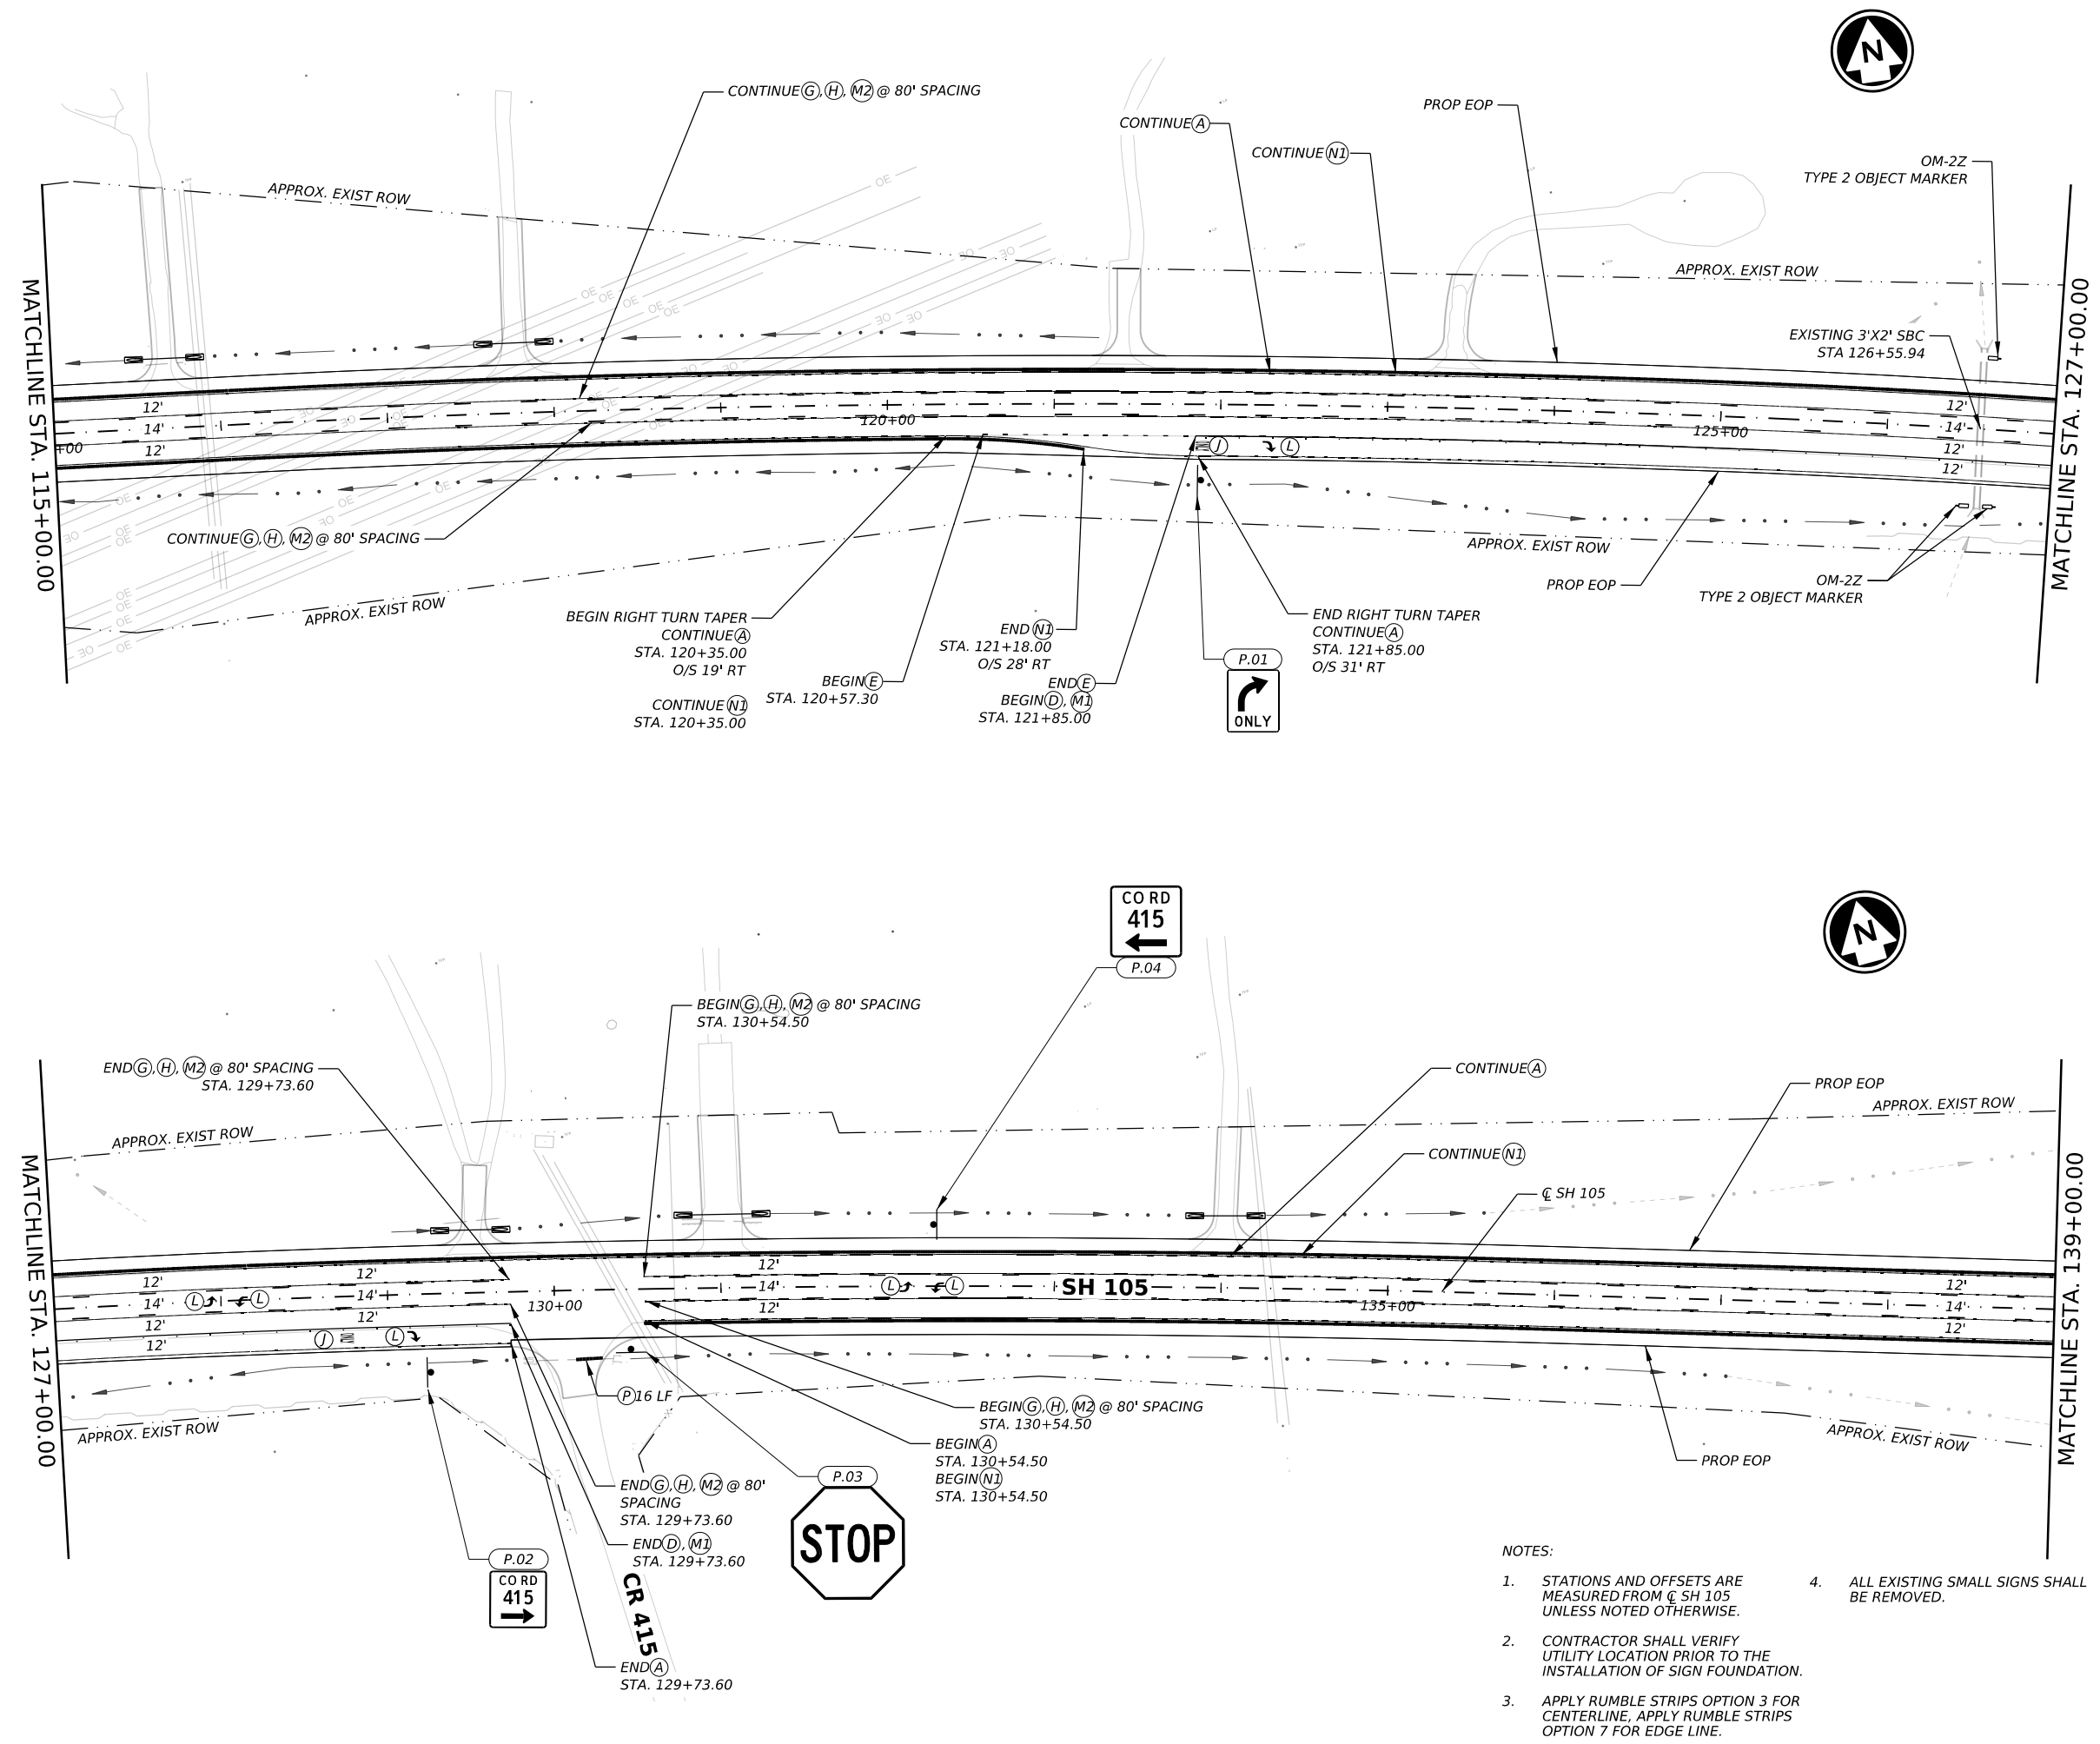 N
CONTINUE G, H, M2 @ 80' SPACING
CONTINUE A
CONTINUE N1
PROP EOP
OM-2Z
TYPE 2 OBJECT MARKER
APPROX. EXIST ROW
APPROX. EXIST ROW
EXISTING 3'X2' SBC
STA 126+55.94
MATCHLINE STA. 115+00.00
MATCHLINE STA. 127+00.00
OE
OE
OE
OE
OE
OE
OE
OE
OE
OE
12'
14'
12'
+00
120+00
125+00
12'
14'
12'
12'
J
L
CONTINUE G, H, M2 @ 80' SPACING
APPROX. EXIST ROW
APPROX. EXIST ROW
PROP EOP
OM-2Z
TYPE 2 OBJECT MARKER
BEGIN RIGHT TURN TAPER
CONTINUE A
STA. 120+35.00
O/S 19' RT
CONTINUE N1
STA. 120+35.00
BEGIN E
STA. 120+57.30
END N1
STA. 121+18.00
O/S 28' RT
END E
BEGIN D, M1
STA. 121+85.00
P.01
ONLY
END RIGHT TURN TAPER
CONTINUE A
STA. 121+85.00
O/S 31' RT
CO RD
415
P.04
N
BEGIN G, H, M2 @ 80' SPACING
STA. 130+54.50
END G, H, M2 @ 80' SPACING
STA. 129+73.60
CONTINUE A
PROP EOP
APPROX. EXIST ROW
APPROX. EXIST ROW
CONTINUE N1
℄ SH 105
MATCHLINE STA. 127+00.00
MATCHLINE STA. 139+00.00
12'
14'
12'
12'
L
L
12'
14'
12'
J
L
130+00
12'
14'
12'
L
L
SH 105
135+00
12'
14'
12'
P 16 LF
APPROX. EXIST ROW
APPROX. EXIST ROW
BEGIN G, H, M2 @ 80' SPACING
STA. 130+54.50
BEGIN A
STA. 130+54.50
BEGIN N1
STA. 130+54.50
PROP EOP
END G, H, M2 @ 80'
SPACING
STA. 129+73.60
END D, M1
STA. 129+73.60
P.03
STOP
P.02
CO RD
415
CR 415
END A
STA. 129+73.60
NOTES:
1. STATIONS AND OFFSETS ARE
MEASURED FROM ℄ SH 105
UNLESS NOTED OTHERWISE.
2. CONTRACTOR SHALL VERIFY
UTILITY LOCATION PRIOR TO THE
INSTALLATION OF SIGN FOUNDATION.
3. APPLY RUMBLE STRIPS OPTION 3 FOR
CENTERLINE, APPLY RUMBLE STRIPS
OPTION 7 FOR EDGE LINE.
4. ALL EXISTING SMALL SIGNS SHALL
BE REMOVED.